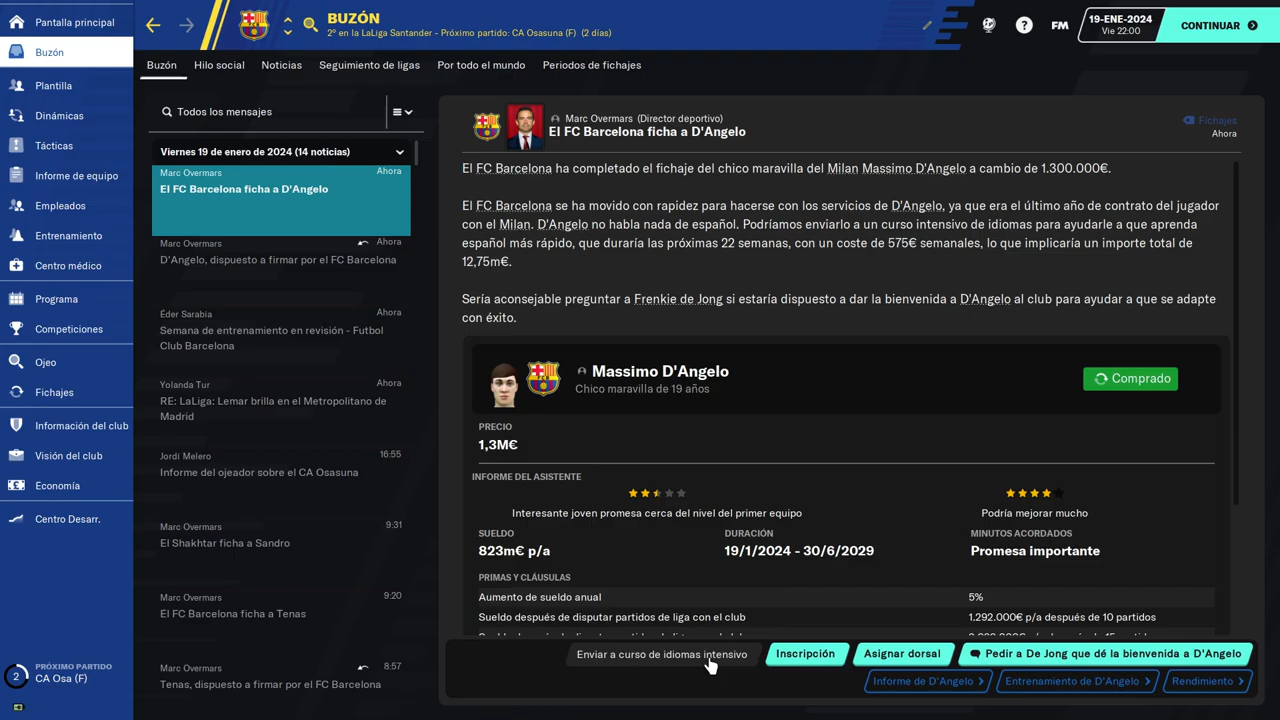 Pantalla principal
Buzón
Plantilla
Dinámicas
Tácticas
Informe de equipo
Empleados
Entrenamiento
Centro médico
Programa
Competiciones
Ojeo
Fichajes
Información del club
Visión del club
Economía
Centro Desarr.
2
PRÓXIMO PARTIDO
CA Osa (F)
BUZÓN
2º en la LaLiga Santander - Próximo partido: CA Osasuna (F) (2 días)
?
FM
19-ENE-2024
Vie 22:00
CONTINUAR
Buzón
Hilo social
Noticias
Seguimiento de ligas
Por todo el mundo
Periodos de fichajes
Todos los mensajes
Viernes 19 de enero de 2024 (14 noticias)
Marc Overmars Ahora
El FC Barcelona ficha a D'Angelo
Marc Overmars Ahora
D'Angelo, dispuesto a firmar por el FC Barcelona
Éder Sarabia Ahora
Semana de entrenamiento en revisión - Futbol
Club Barcelona
Yolanda Tur Ahora
RE: LaLiga: Lemar brilla en el Metropolitano de
Madrid
Jordi Melero 16:55
Informe del ojeador sobre el CA Osasuna
Marc Overmars 9:31
El Shakhtar ficha a Sandro
Marc Overmars 9:20
El FC Barcelona ficha a Tenas
Marc Overmars 8:57
Tenas, dispuesto a firmar por el FC Barcelona
Marc Overmars (Director deportivo)
El FC Barcelona ficha a D'Angelo
Fichajes
Ahora
El FC Barcelona ha completado el fichaje del chico maravilla del Milan Massimo D'Angelo a cambio de 1.300.000€.
El FC Barcelona se ha movido con rapidez para hacerse con los servicios de D'Angelo, ya que era el último año de contrato del jugador
con el Milan. D'Angelo no habla nada de español. Podríamos enviarlo a un curso intensivo de idiomas para ayudarle a que aprenda
español más rápido, que duraría las próximas 22 semanas, con un coste de 575€ semanales, lo que implicaría un importe total de
12,75m€.
Sería aconsejable preguntar a Frenkie de Jong si estaría dispuesto a dar la bienvenida a D'Angelo al club para ayudar a que se adapte
con éxito.
Massimo D'Angelo
Chico maravilla de 19 años
Comprado
PRECIO
1,3M€
INFORME DEL ASISTENTE
Interesante joven promesa cerca del nivel del primer equipo
Podría mejorar mucho
SUELDO
823m€ p/a
DURACIÓN
19/1/2024 - 30/6/2029
MINUTOS ACORDADOS
Promesa importante
PRIMAS Y CLÁUSULAS
Aumento de sueldo anual 5%
Sueldo después de disputar partidos de liga con el club 1.292.000€ p/a después de 10 partidos
Enviar a curso de idiomas intensivo
Inscripción
Asignar dorsal
Pedir a De Jong que dé la bienvenida a D'Angelo
Informe de D'Angelo
Entrenamiento de D'Angelo
Rendimiento